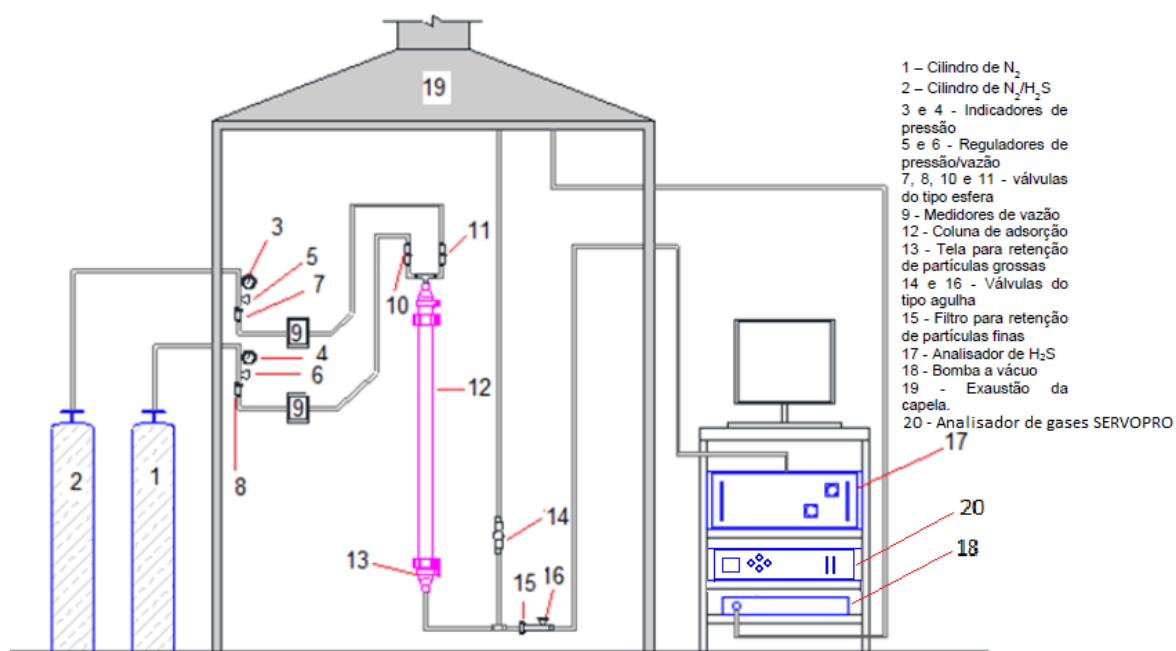 19
1 – Cilindro de N₂
2 – Cilindro de N₂/H₂S
3 e 4 - Indicadores de
pressão
5 e 6 - Reguladores de
pressão/vazão
7, 8, 10 e 11 - válvulas
do tipo esfera
9 - Medidores de vazão
12 - Coluna de adsorção
13 - Tela para retenção
de partículas grossas
14 e 16 - Válvulas do
tipo agulha
15 - Filtro para retenção
de partículas finas
17 - Analisador de H₂S
18 - Bomba a vácuo
19 - Exaustão da
capela.
20 - Analisador de gases SERVOPRO
3
11
5
7
10
9
4
6
12
9
2
1
8
17
14
20
13
15
16
18